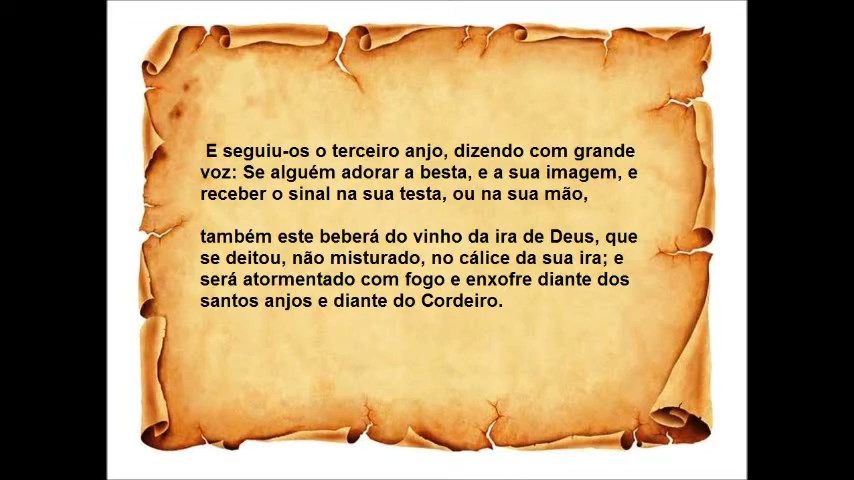 E seguiu-os o terceiro anjo, dizendo com grande
voz: Se alguém adorar a besta, e a sua imagem, e
receber o sinal na sua testa, ou na sua mão,
também este beberá do vinho da ira de Deus, que
se deitou, não misturado, no cálice da sua ira; e
será atormentado com fogo e enxofre diante dos
santos anjos e diante do Cordeiro.